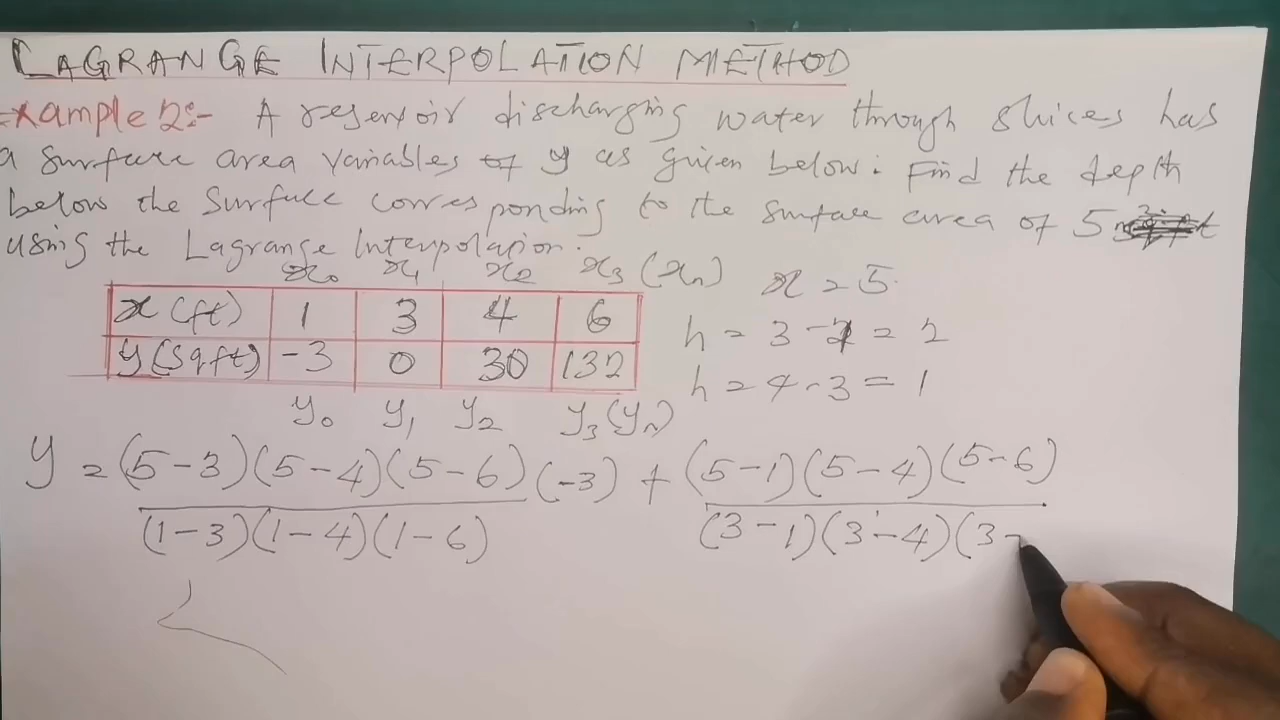 LAGRANGE INTERPOLATION METHOD
Example 2:- A reservoir discharging water through sluices has
a surface area variables of y as given below: Find the depth
below the surface corresponding to the surface area of 5
using the Lagrange Interpolation.
x₀ x₁ x₂ x₃ (xₙ) x = 5
x (ft) 1 3 4 6
h = 3 - 1 = 2
y (sq.ft) -3 0 30 132
h = 4 - 3 = 1
y₀ y₁ y₂ y₃ (yₙ)
y = (5-3)(5-4)(5-6) (-3) + (5-1)(5-4)(5-6)
(1-3)(1-4)(1-6) (3-1)(3-4)(3-